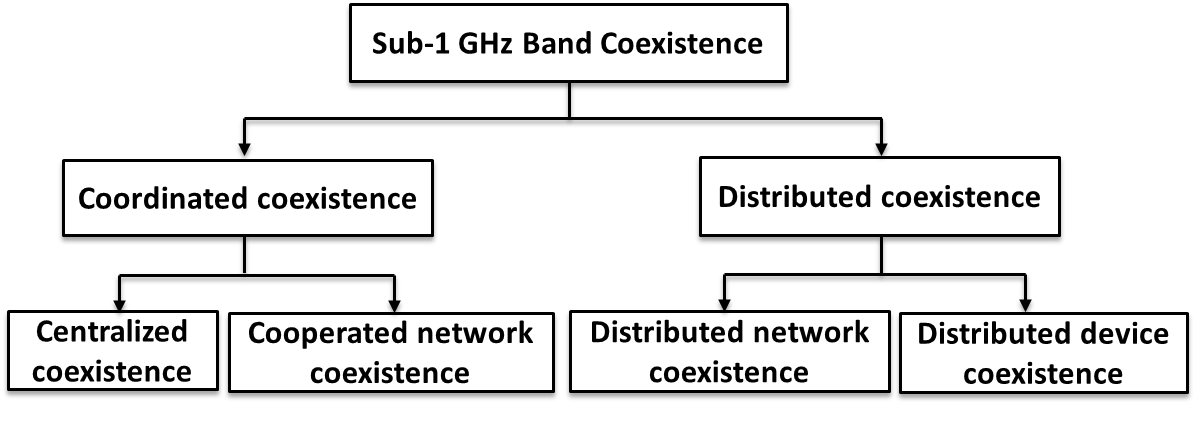 Sub-1 GHz Band Coexistence
Coordinated coexistence
Distributed coexistence
Centralized
coexistence
Cooperated network
coexistence
Distributed network
coexistence
Distributed device
coexistence